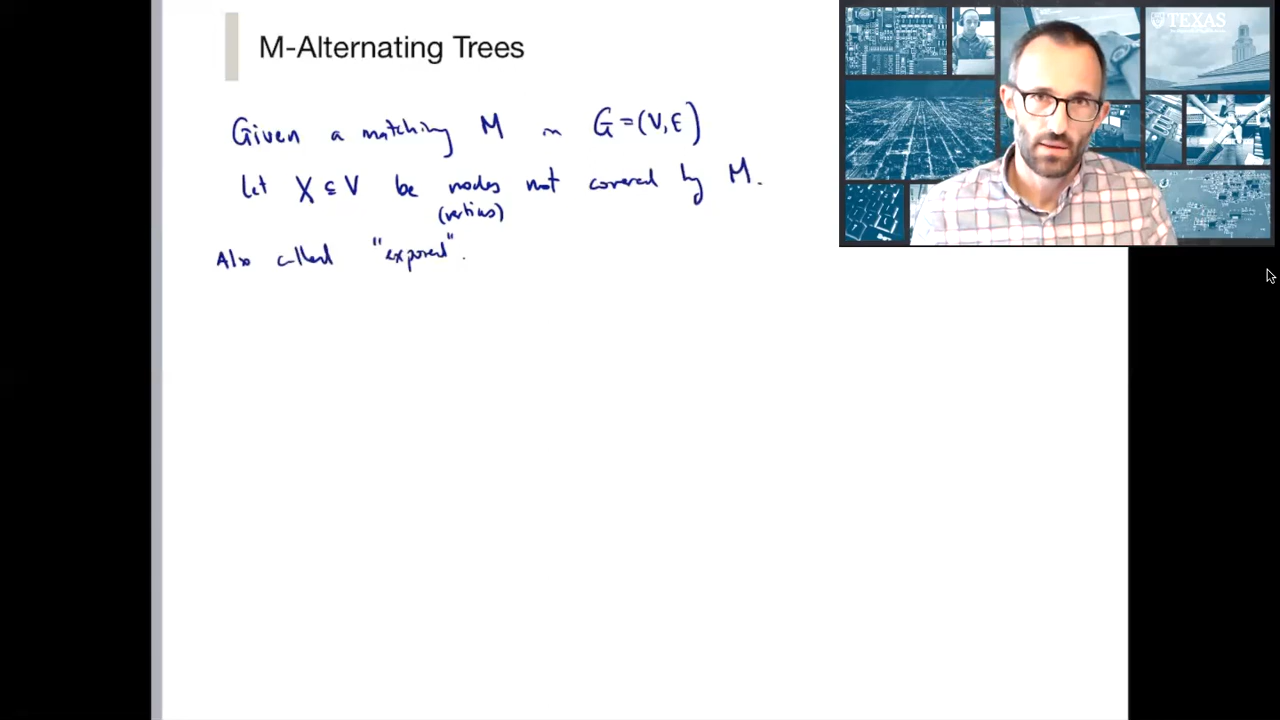 M-Alternating Trees
TEXAS
Given a matching M in G=(V,E)
let X ⊆ V be nodes not covered by M.
(vertices)
Also called "exposed".